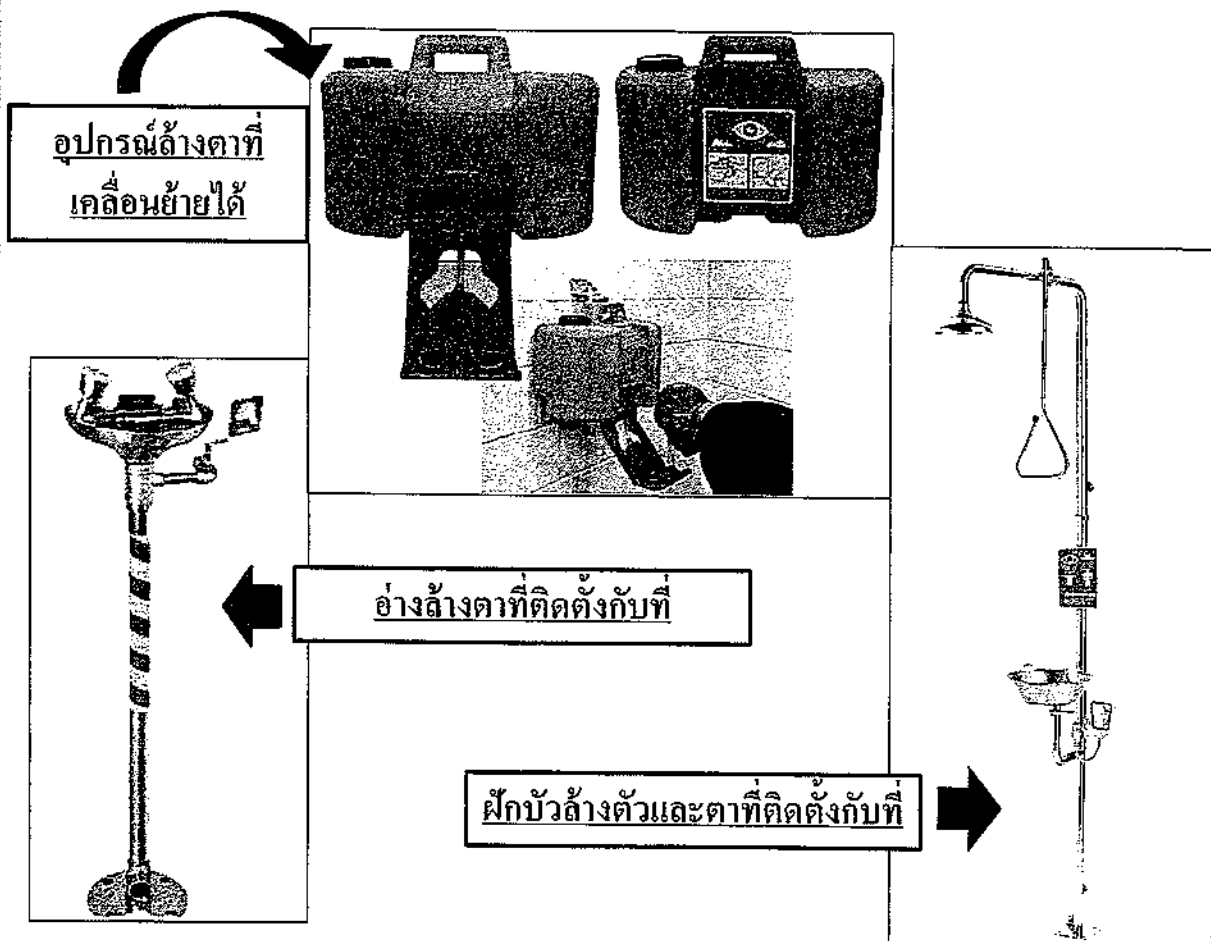 อุปกรณ์ล้างตาที่
เคลื่อนย้ายได้
อ่างล้างตาที่ติดตั้งกับที่
ฝักบัวล้างตัวและตาที่ติดตั้งกับที่